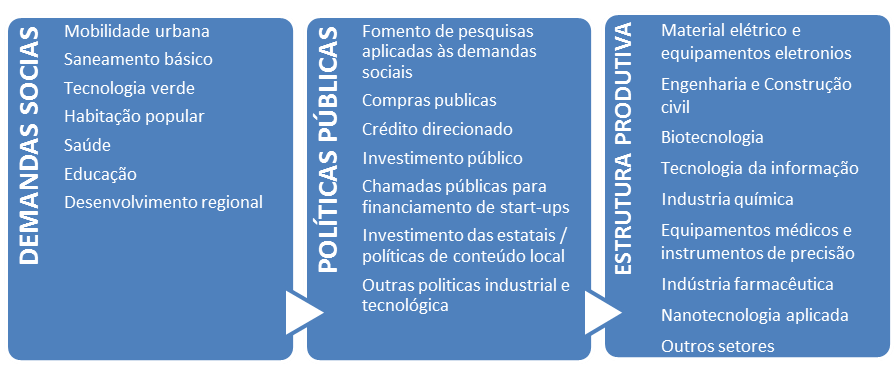 DEMANDAS SOCIAS
Mobilidade urbana
Saneamento básico
Tecnologia verde
Habitação popular
Saúde
Educação
Desenvolvimento regional
POLÍTICAS PÚBLICAS
Fomento de pesquisas
aplicadas às demandas
sociais
Compras publicas
Crédito direcionado
Investimento público
Chamadas públicas para
financiamento de start-ups
Investimento das estatais /
políticas de conteúdo local
Outras politicas industrial e
tecnológica
ESTRUTURA PRODUTIVA
Material elétrico e
equipamentos eletronios
Engenharia e Construção
civil
Biotecnologia
Tecnologia da informação
Industria química
Equipamentos médicos e
instrumentos de precisão
Indústria farmacêutica
Nanotecnologia aplicada
Outros setores